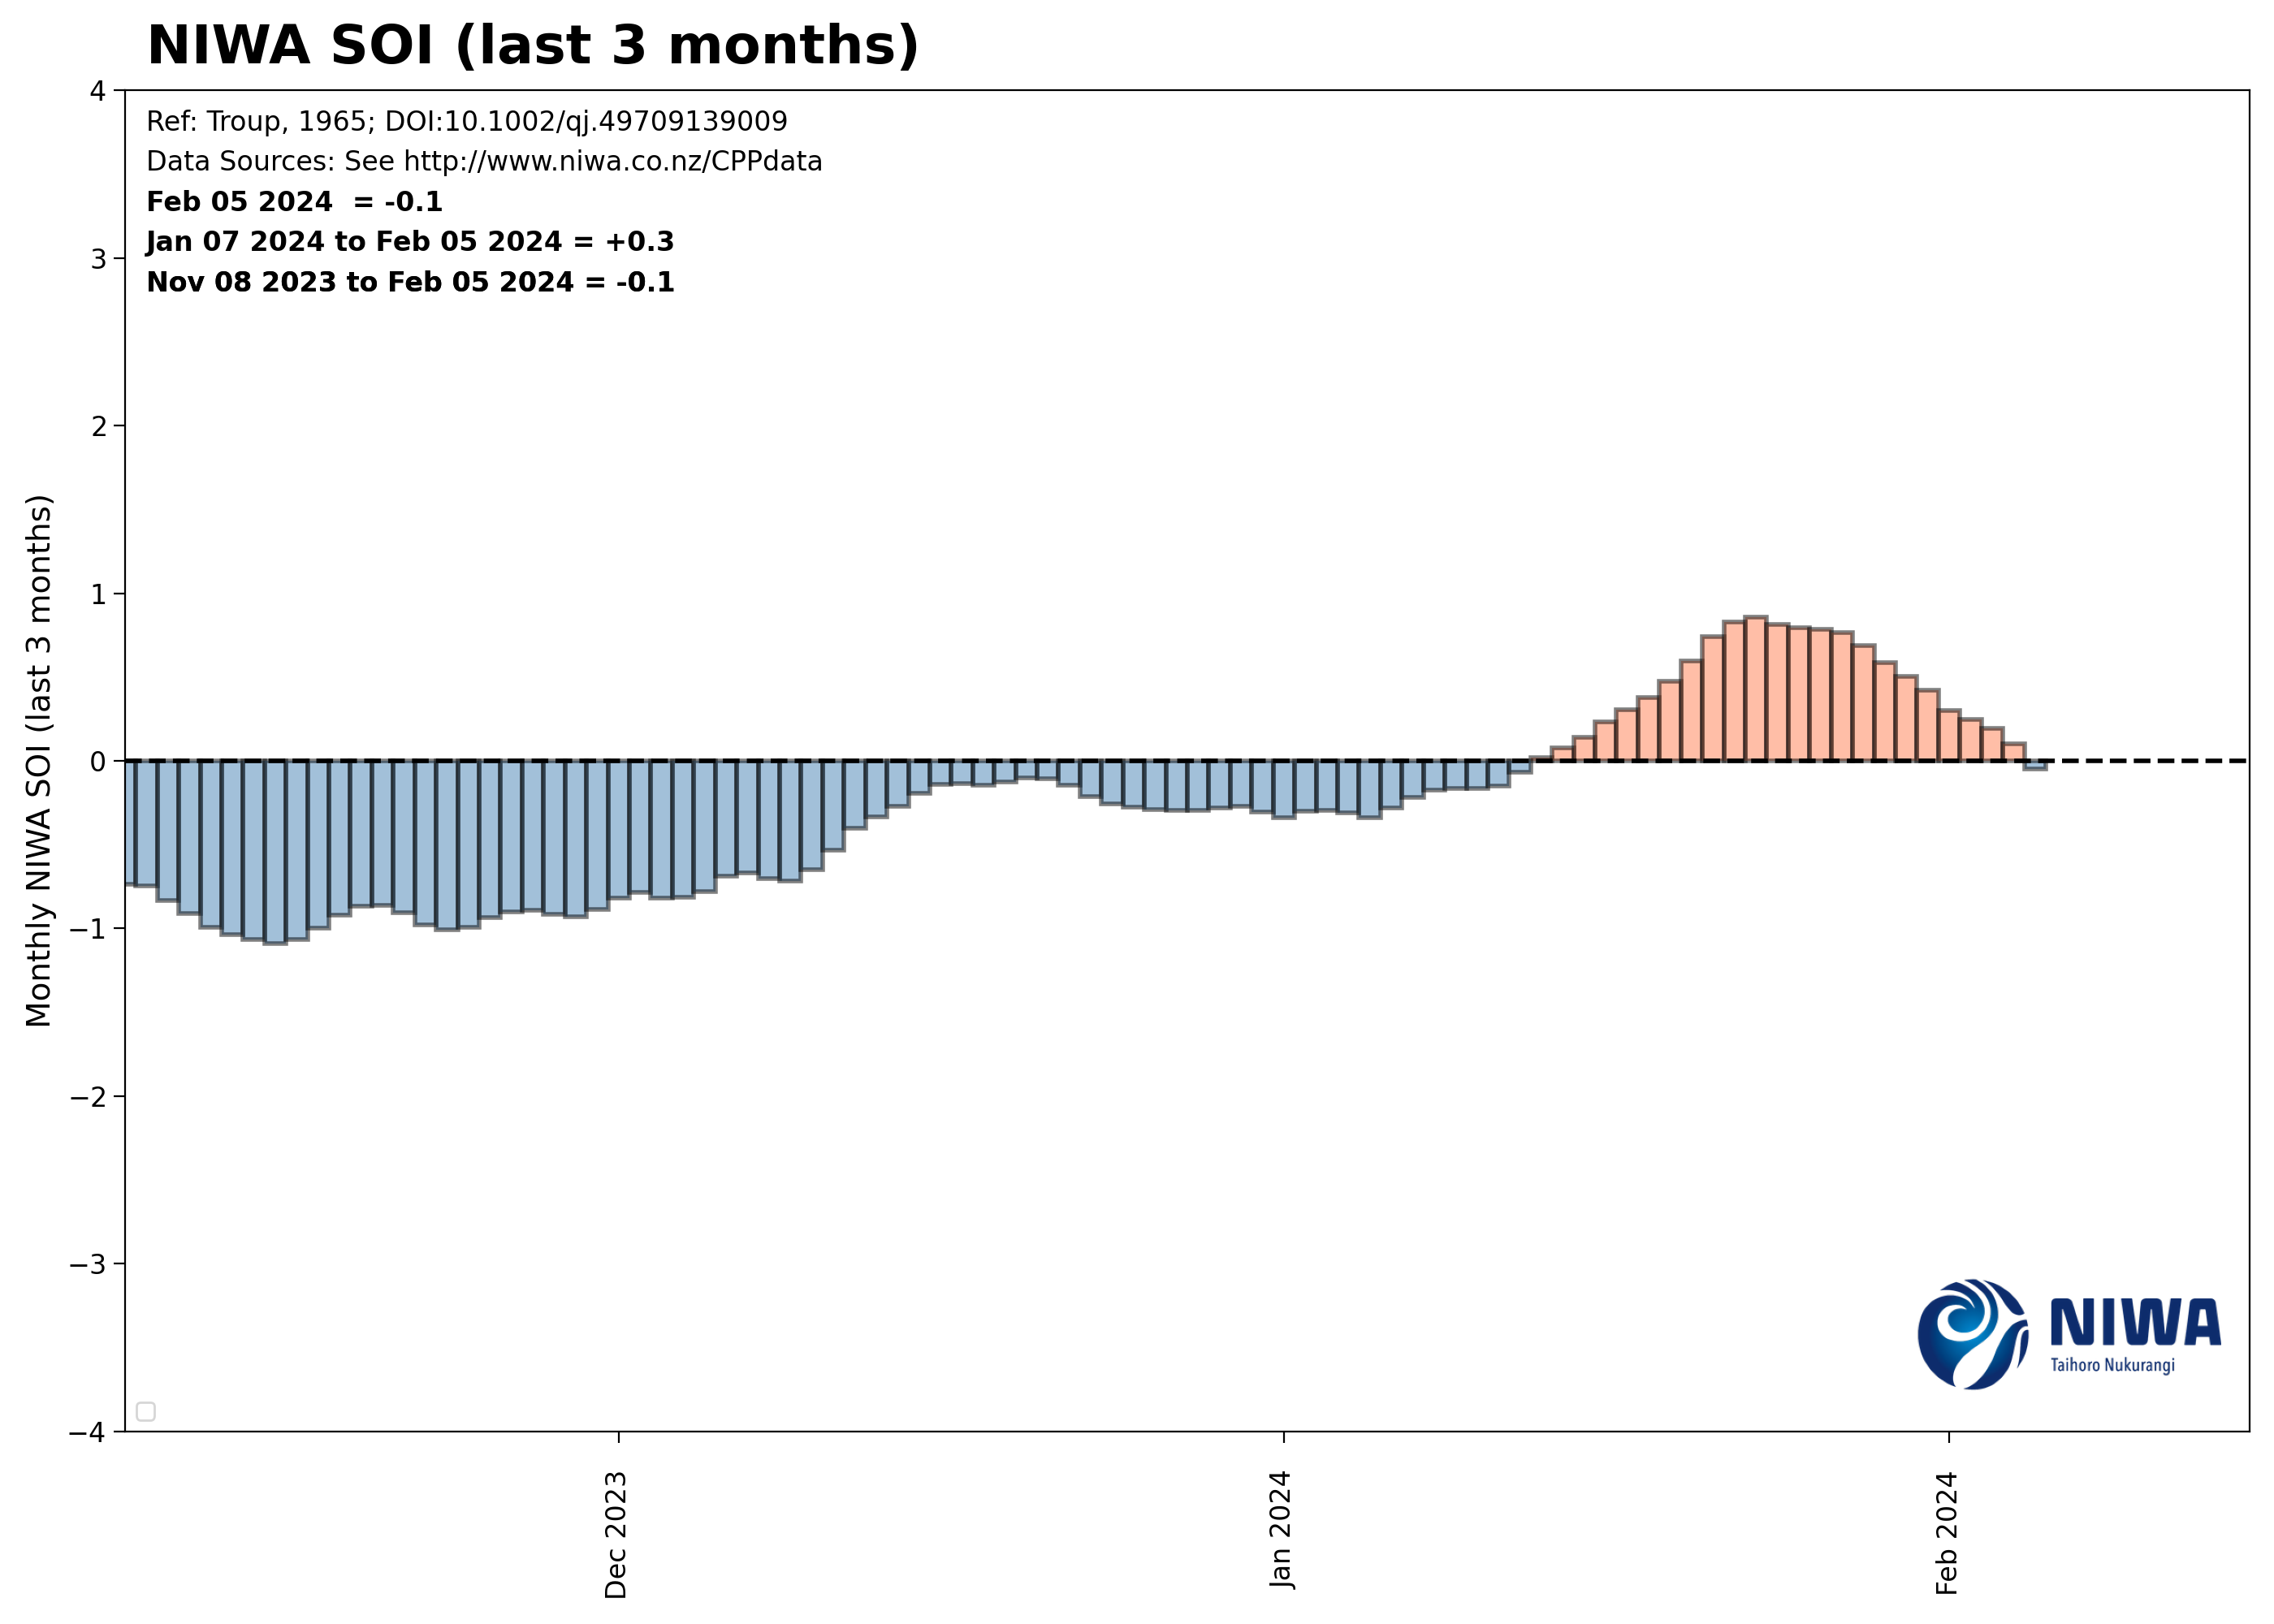 NIWA SOI (last 3 months)
Ref: Troup, 1965; DOI:10.1002/qj.49709139009
Data Sources: See http://www.niwa.co.nz/CPPdata
Feb 05 2024  = -0.1
Jan 07 2024 to Feb 05 2024 = +0.3
Nov 08 2023 to Feb 05 2024 = -0.1
Monthly NIWA SOI (last 3 months)
4
3
2
1
0
−1
−2
−3
−4
Dec 2023
Jan 2024
Feb 2024
NIWA
Taihoro Nukurangi